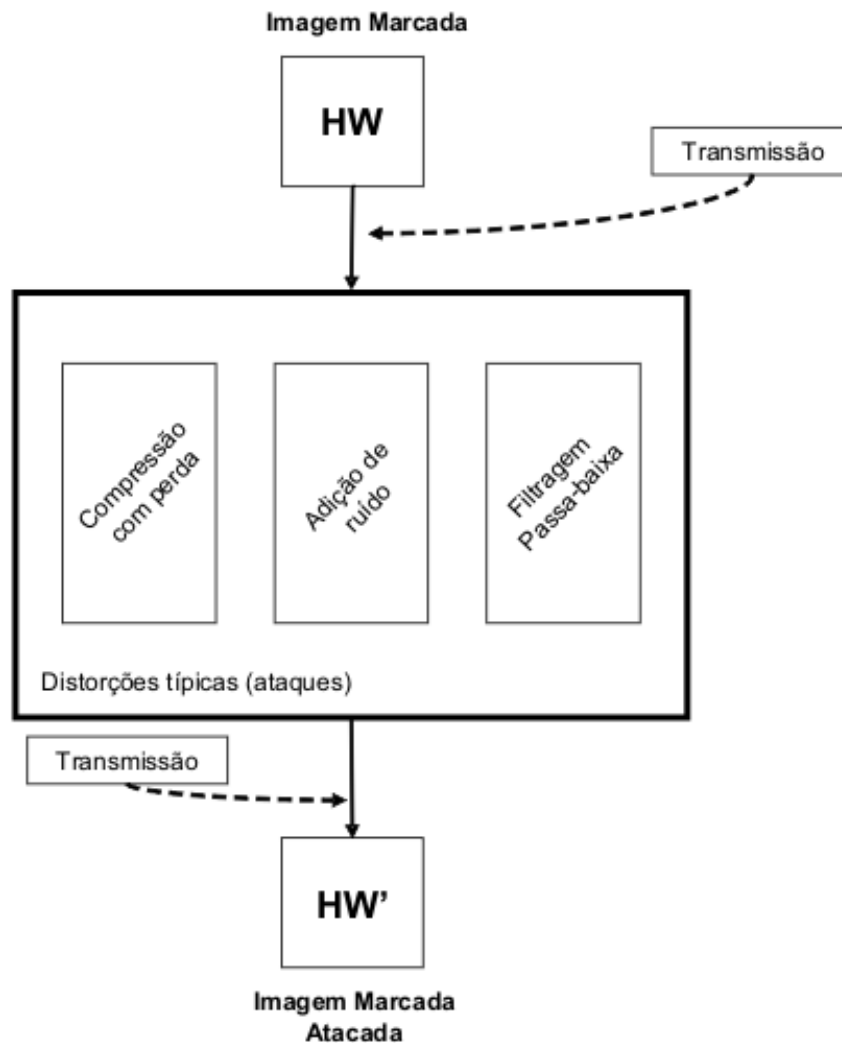 Imagem Marcada
HW
Transmissão
Compressão
com perda
Adição de
ruído
Filtragem
Passa-baixa
Distorções típicas (ataques)
Transmissão
HW’
Imagem Marcada
Atacada